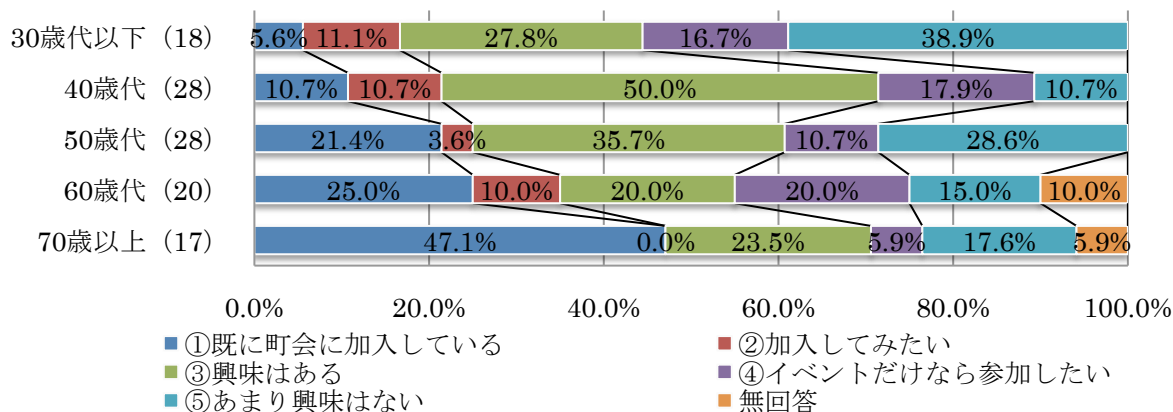 30歳代以下（18） 5.6% 11.1% 27.8% 16.7% 38.9%
40歳代（28） 10.7% 10.7% 50.0% 17.9% 10.7%
50歳代（28） 21.4% 3.6% 35.7% 10.7% 28.6%
60歳代（20） 25.0% 10.0% 20.0% 20.0% 15.0% 10.0%
70歳以上（17） 47.1% 0.0% 23.5% 5.9% 17.6% 5.9%
0.0% 20.0% 40.0% 60.0% 80.0% 100.0%
①既に町会に加入している ②加入してみたい
③興味はある ④イベントだけなら参加したい
⑤あまり興味はない 無回答